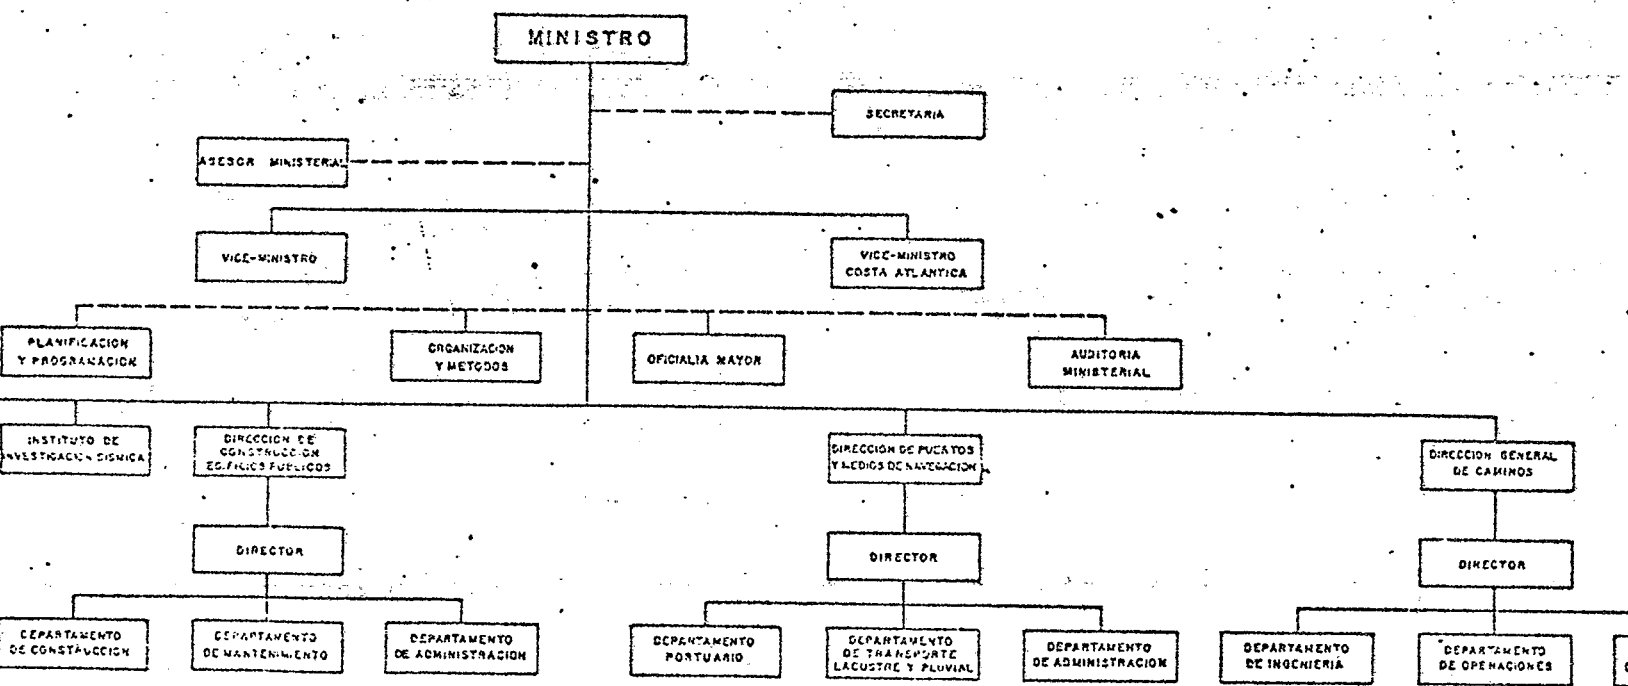 MINISTRO
SECRETARIA
ASESOR MINISTERIAL
VICE-MINISTRO
VICE-MINISTRO
COSTA ATLANTICA
PLANIFICACION
Y PROGRAMACION
ORGANIZACION
Y METODOS
OFICIALIA MAYOR
AUDITORIA
MINISTERIAL
INSTITUTO DE
INVESTIGACION SISMICA
DIRECCION DE
CONSTRUCCION
EDIFICIOS PUBLICOS
DIRECCION DE PUERTOS
Y MEDIOS DE NAVEGACION
DIRECCION GENERAL
DE CAMINOS
DIRECTOR
DIRECTOR
DIRECTOR
DEPARTAMENTO
DE CONSTRUCCION
DEPARTAMENTO
DE MANTENIMIENTO
DEPARTAMENTO
DE ADMINISTRACION
DEPARTAMENTO
PORTUARIO
DEPARTAMENTO
DE TRANSPORTE
LACUSTRE Y PLUVIAL
DEPARTAMENTO
DE ADMINISTRACION
DEPARTAMENTO
DE INGENIERIA
DEPARTAMENTO
DE OPERACIONES